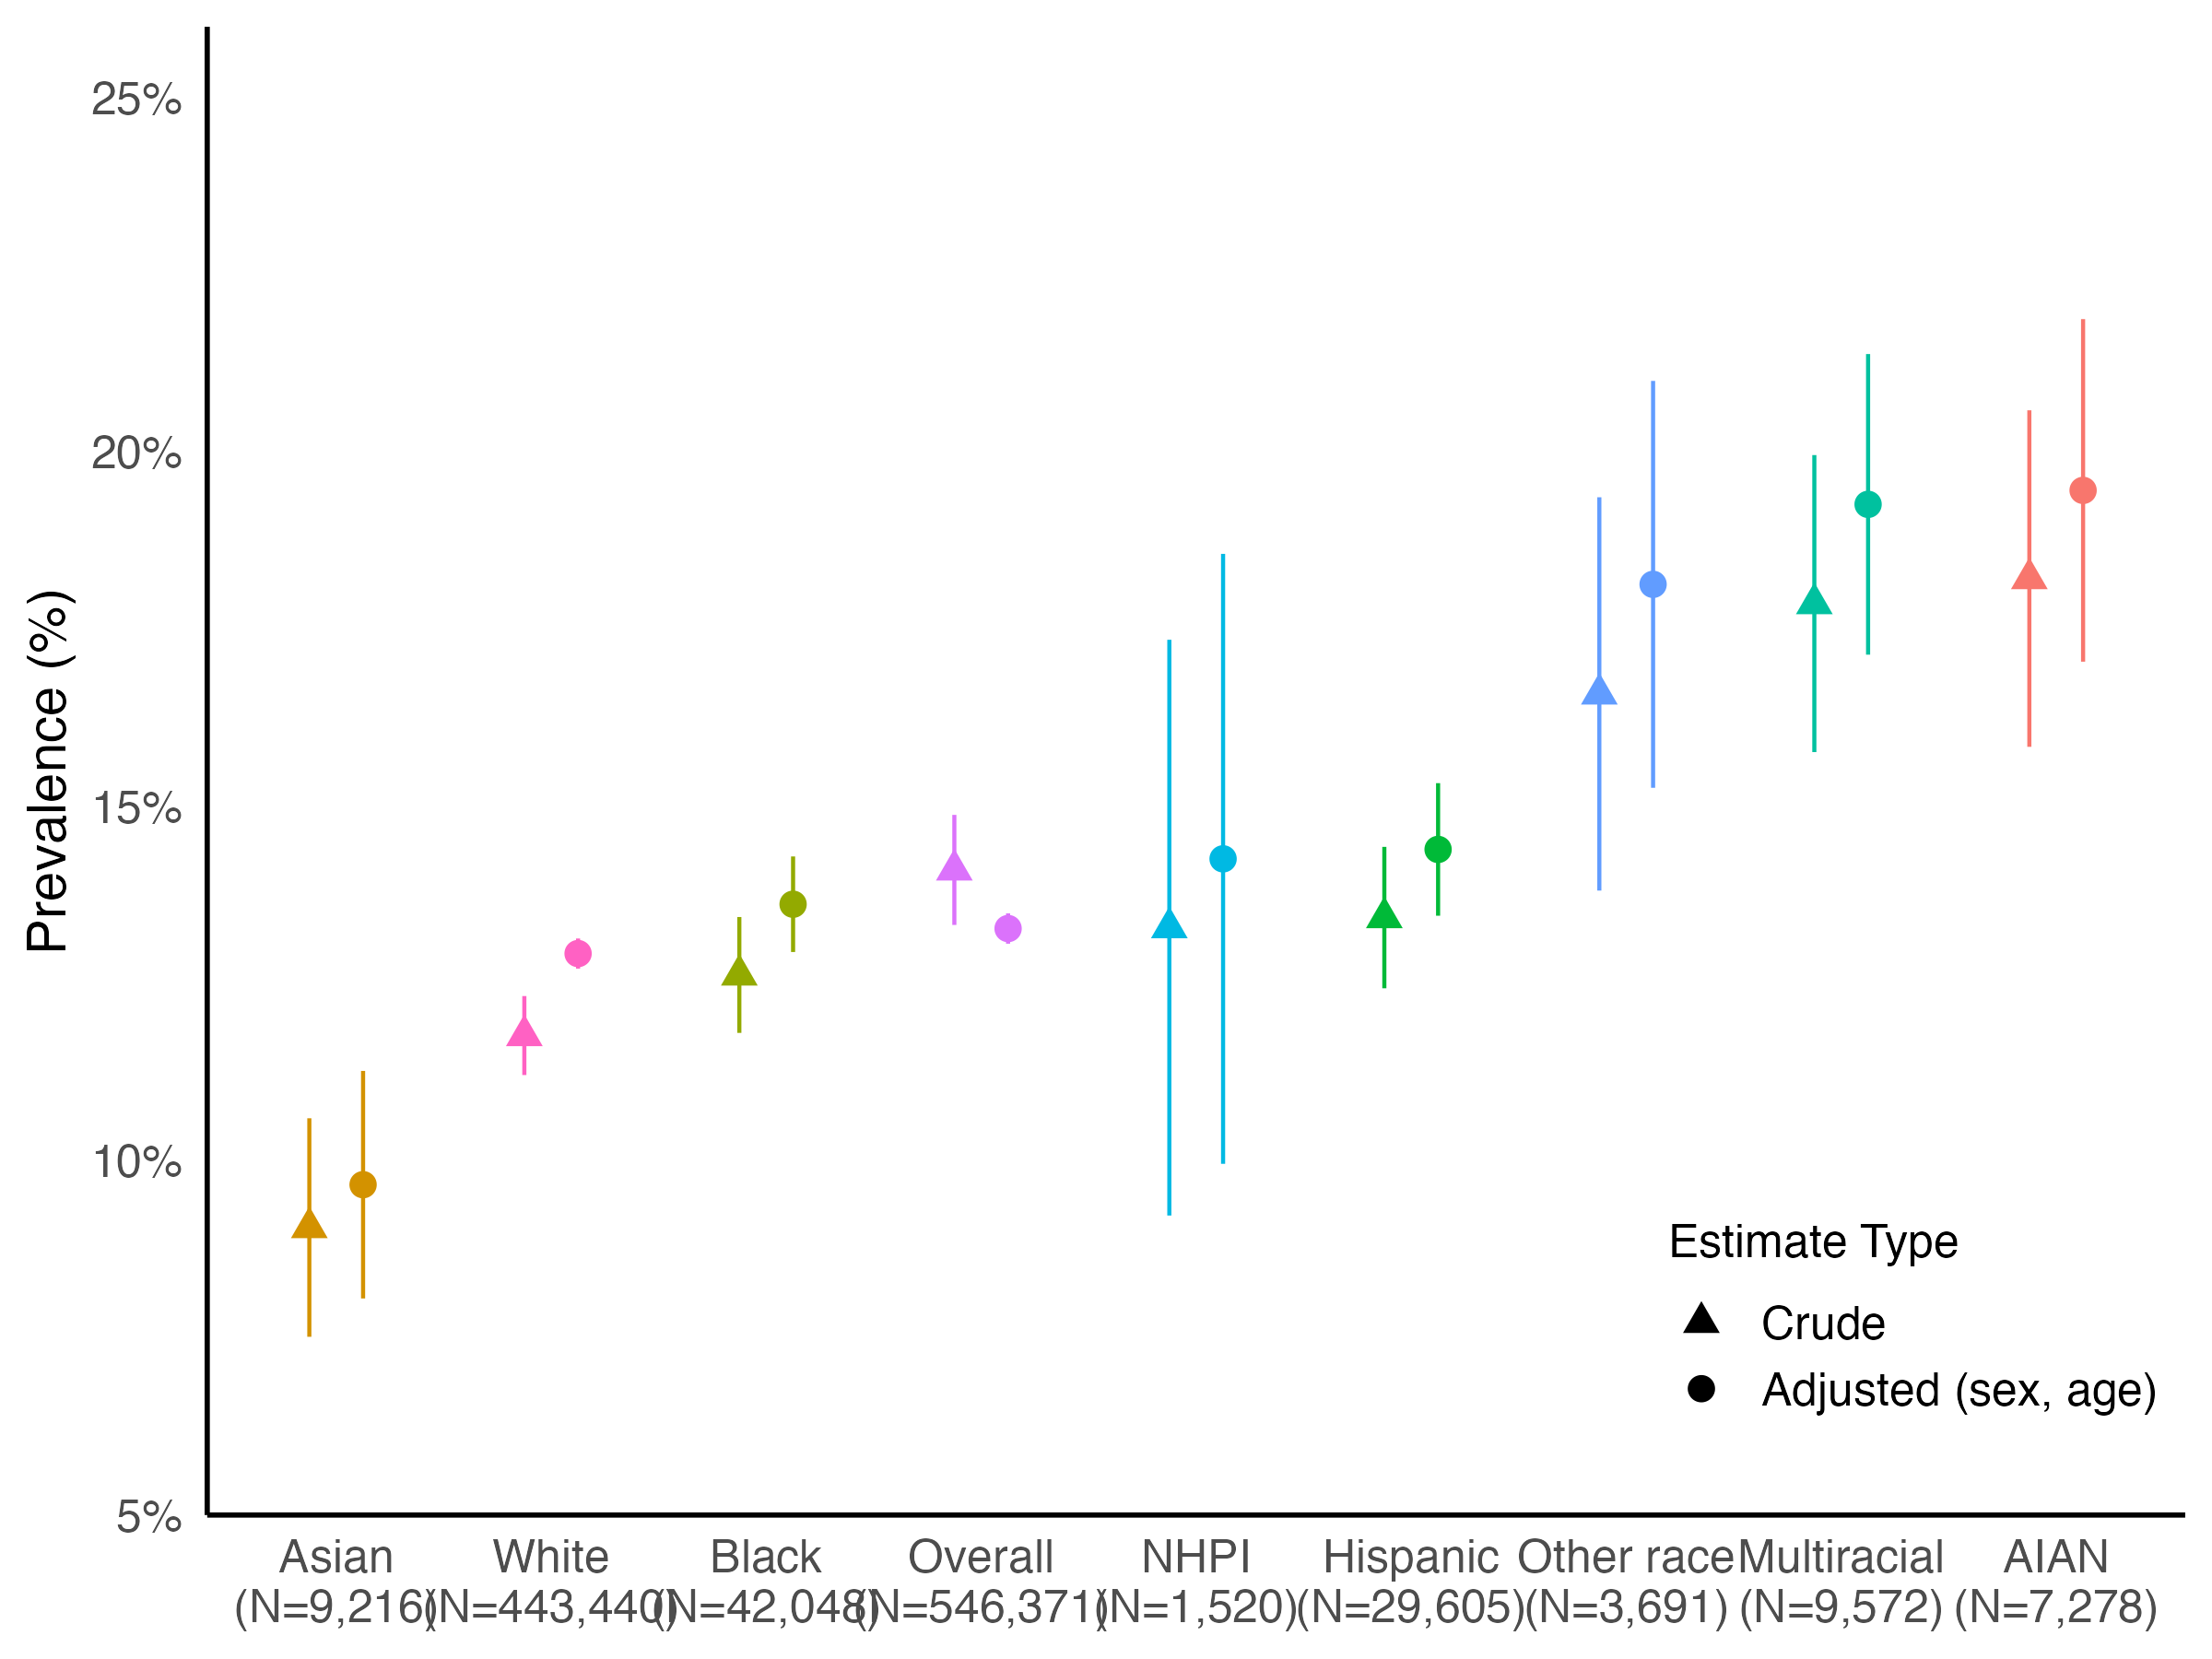 25%
20%
15%
10%
5%
Prevalence (%)
Estimate Type
Crude
Adjusted (sex, age)
Asian
(N=9,216)
White
(N=443,440)
Black
(N=42,048)
Overall
(N=546,371)
NHPI
(N=1,520)
Hispanic
(N=29,605)
Other race
(N=3,691)
Multiracial
(N=9,572)
AIAN
(N=7,278)